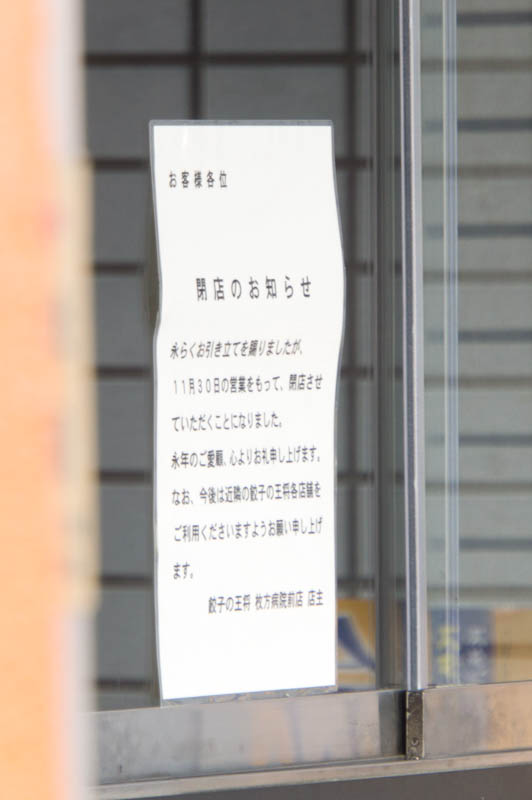 お客様各位
閉店のお知らせ
永らくお引き立てを賜りましたが、
11月30日の営業をもって、閉店させ
ていただくことになりました。
永年のご愛顧、心よりお礼申し上げます。
なお、今後は近隣の餃子の王将各店舗を
ご利用くださいますようお願い申し上げ
ます。
餃子の王将 枚方病院前店 店主